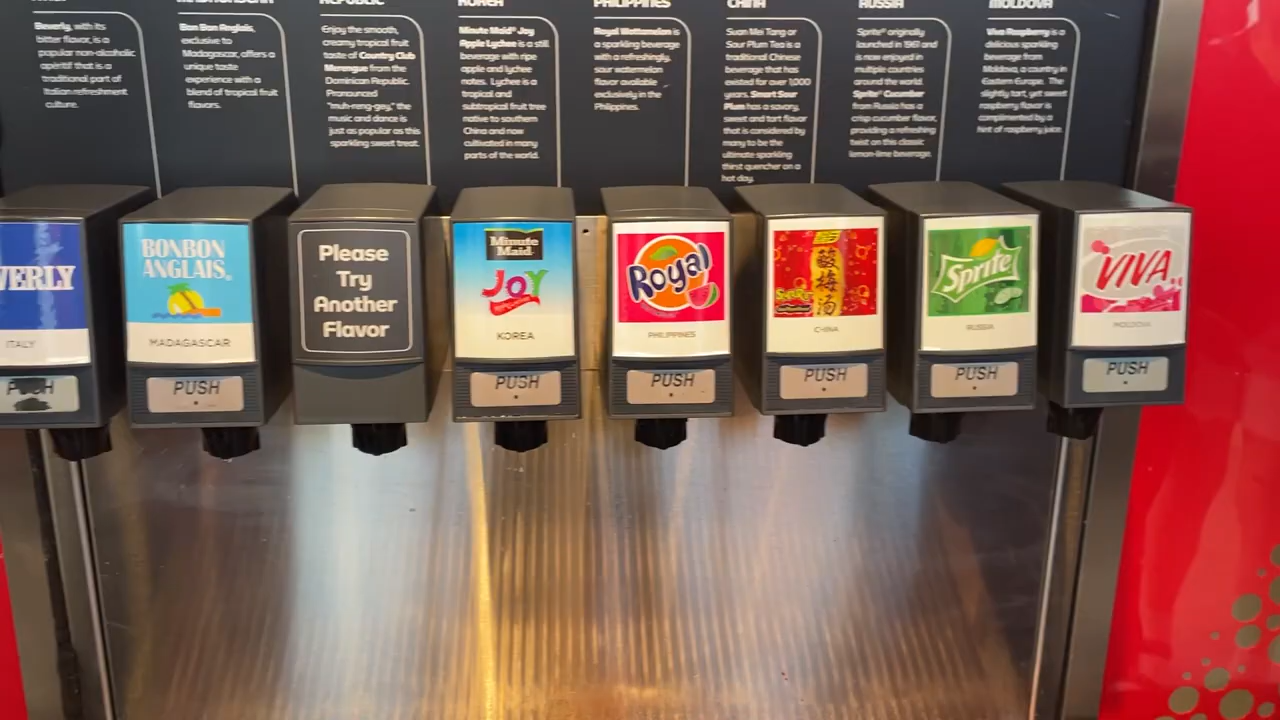 MADAGASCAR
REPUBLIC
KOREA
PHILIPPINES
CHINA
RUSSIA
MOLDOVA
Beverly, with its
bitter flavor, is a
popular non-alcoholic
apéritif that is a
traditional part of
Italian refreshment
culture.
Bon Bon Anglais,
exclusive to
Madagascar, offers a
unique taste
experience with a
blend of tropical fruit
flavors.
Enjoy the smooth,
creamy tropical fruit
taste of Country Club
Merengue from the
Dominican Republic.
Pronounced
"muh-reng-gey," the
music and dance is
just as popular as this
sparkling sweet treat.
Minute Maid® Joy
Apple Lychee is a still
beverage with ripe
apple and lychee
notes. Lychee is a
tropical and
subtropical fruit tree
native to southern
China and now
cultivated in many
parts of the world.
Royal Watermelon is
a sparkling beverage
with a refreshingly,
sour watermelon
flavor available
exclusively in the
Philippines.
Suan Mei Tang or
Sour Plum Tea is a
traditional Chinese
beverage that has
existed for over 1,000
years. Smart Sour
Plum has a savory,
sweet and tart flavor
that is considered by
many to be the
ultimate sparkling
thirst quencher on a
hot day.
Sprite® originally
launched in 1961 and
is now enjoyed in
multiple countries
around the world.
Sprite® Cucumber
from Russia has a
crisp cucumber flavor,
providing a refreshing
twist on this classic
lemon-lime beverage.
Viva Raspberry is a
delicious sparkling
beverage from
Moldova, a country in
Eastern Europe. The
slightly tart, yet sweet
raspberry flavor is
complimented by a
hint of raspberry juice.
VERLY
ITALY
PUSH
BONBON
ANGLAIS®
MADAGASCAR
PUSH
Please
Try
Another
Flavor
Minute
Maid
JOY
KOREA
PUSH
Royal
PHILIPPINES
PUSH
酸梅湯
Smart
CHINA
PUSH
Sprite
RUSSIA
PUSH
VIVA
MOLDOVA
PUSH